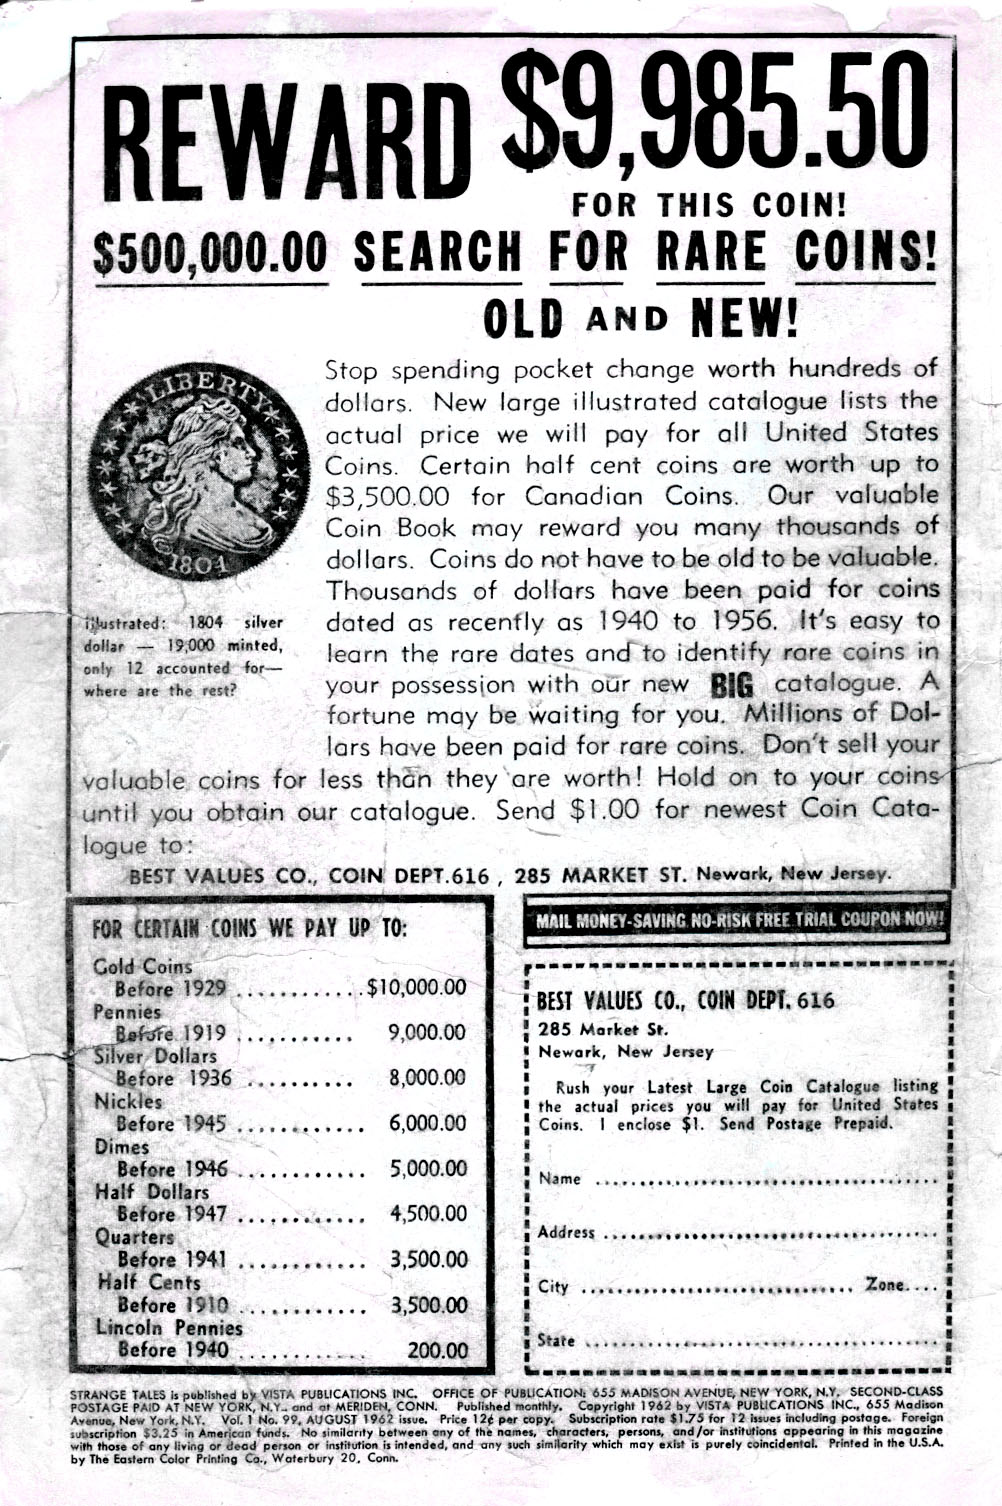 REWARD $9,985.50
FOR THIS COIN!
$500,000.00 SEARCH FOR RARE COINS!
OLD AND NEW!
LIBERTY
1804
illustrated: 1804 silver
dollar — 19,000 minted,
only 12 accounted for—
where are the rest?
Stop spending pocket change worth hundreds of
dollars. New large illustrated catalogue lists the
actual price we will pay for all United States
Coins. Certain half cent coins are worth up to
$3,500.00 for Canadian Coins. Our valuable
Coin Book may reward you many thousands of
dollars. Coins do not have to be old to be valuable.
Thousands of dollars have been paid for coins
dated as recently as 1940 to 1956. It's easy to
learn the rare dates and to identify rare coins in
your possession with our new BIG catalogue. A
fortune may be waiting for you. Millions of Dol-
lars have been paid for rare coins. Don't sell your
valuable coins for less than they are worth! Hold on to your coins
until you obtain our catalogue. Send $1.00 for newest Coin Cata-
logue to:
BEST VALUES CO., COIN DEPT.616, 285 MARKET ST. Newark, New Jersey.
FOR CERTAIN COINS WE PAY UP TO:
Gold Coins
Before 1929 ............$10,000.00
Pennies
Before 1919 ........... 9,000.00
Silver Dollars
Before 1936 .......... 8,000.00
Nickles
Before 1945 ............ 6,000.00
Dimes
Before 1946 ........... 5,000.00
Half Dollars
Before 1947 ............ 4,500.00
Quarters
Before 1941 ............ 3,500.00
Half Cents
Before 1910 ............ 3,500.00
Lincoln Pennies
Before 1940 ............ 200.00
MAIL MONEY-SAVING NO-RISK FREE TRIAL COUPON NOW!
BEST VALUES CO., COIN DEPT. 616
285 Market St.
Newark, New Jersey
Rush your Latest Large Coin Catalogue listing
the actual prices you will pay for United States
Coins. I enclose $1. Send Postage Prepaid.
Name ........................................
Address ........................................
City ................................ Zone....
State ........................................
STRANGE TALES is published by VISTA PUBLICATIONS INC. OFFICE OF PUBLICATION: 655 MADISON AVENUE, NEW YORK, N.Y. SECOND-CLASS
POSTAGE PAID AT NEW YORK, N.Y.. and at MERIDEN, CONN. Published monthly. Copyright 1962 by VISTA PUBLICATIONS INC., 655 Madison
Avenue, New York, N.Y. Vol. 1 No. 99, AUGUST 1962 issue. Price 12¢ per copy. Subscription rate $1.75 for 12 issues including postage. Foreign
subscription $3.25 in American funds. No similarity between any of the names, characters, persons, and/or institutions appearing in this magazine
with those of any living or dead person or institution is intended, and any such similarity which may exist is purely coincidental. Printed in the U.S.A.
by The Eastern Color Printing Co., Waterbury 20, Conn.